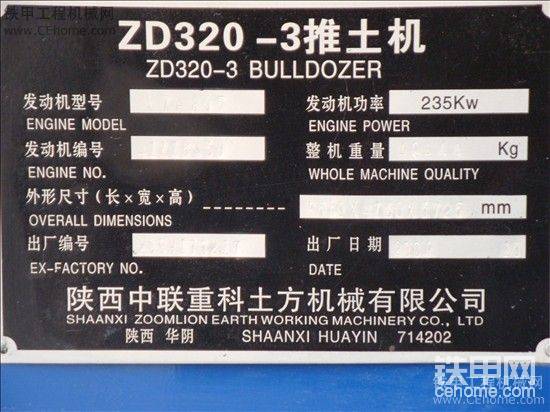 铁甲工程机械网
www.CEhome.com
ZD320-3推土机
ZD320-3 BULLDOZER
发动机型号
ENGINE MODEL
发动机功率 235Kw
ENGINE POWER
发动机编号
ENGINE NO.
整机重量 Kg
WHOLE MACHINE QUALITY
外形尺寸(长×宽×高) mm
OVERALL DIMENSIONS
出厂编号
EX-FACTORY NO.
出厂日期
DATE
陕西中联重科土方机械有限公司
SHAANXI ZOOMLION EARTH WORKING MACHINERY CO., LTD
陕西 华阴 SHAANXI HUAYIN 714202
铁甲网
cehome.com